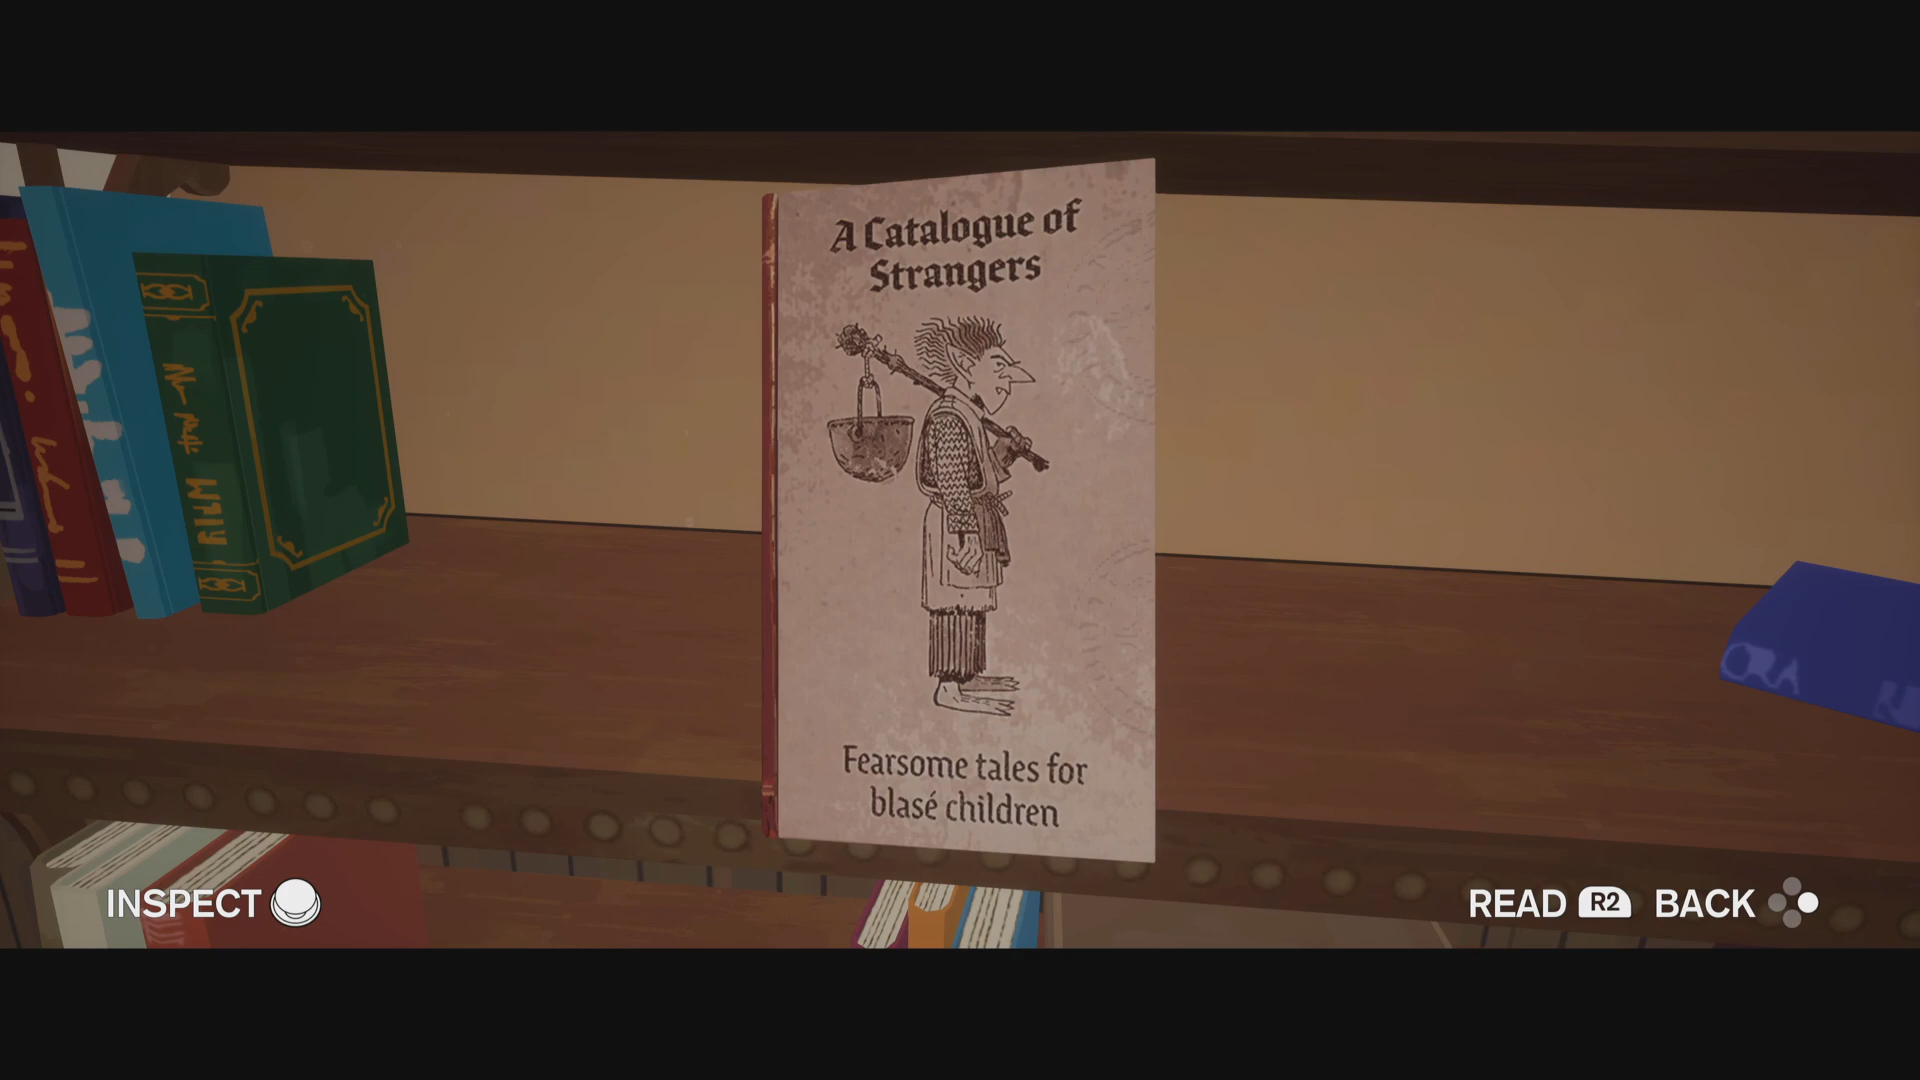 A Catalogue of
Strangers
Fearsome tales for
blasé children
INSPECT
READ R2 BACK